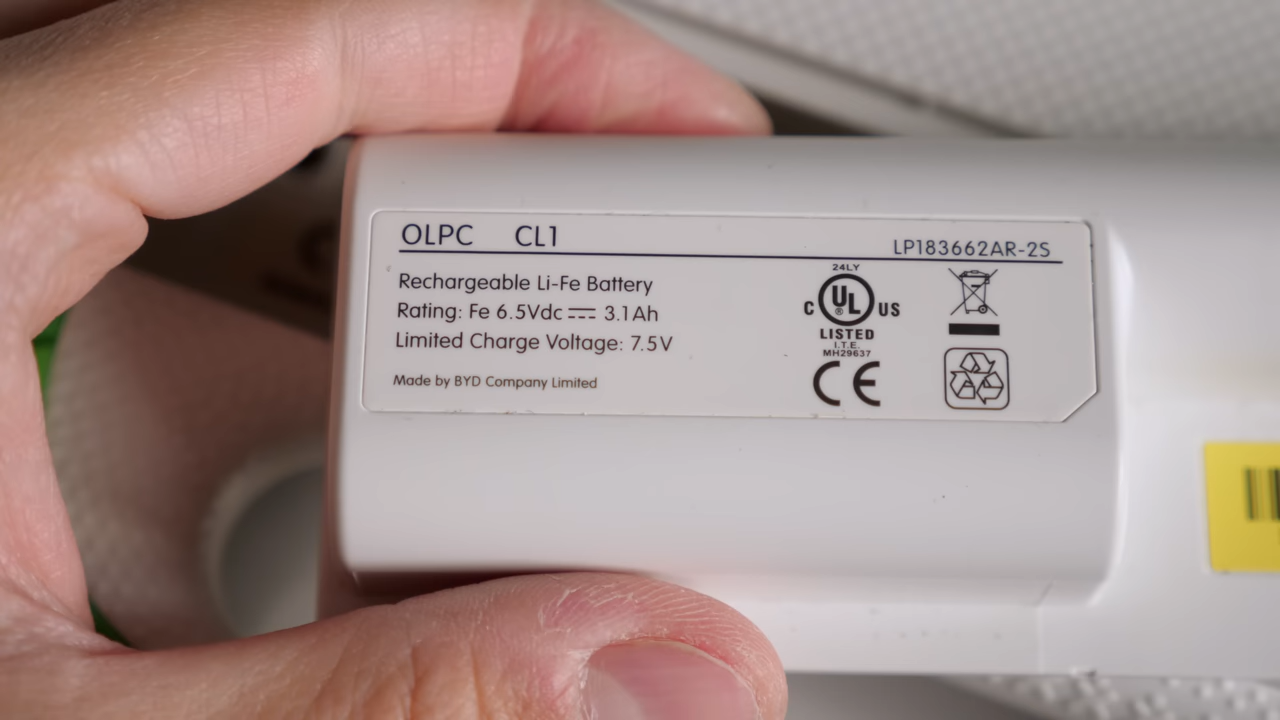 OLPC CL1
LP183662AR-2S
Rechargeable Li-Fe Battery
Rating: Fe 6.5Vdc ⎓ 3.1Ah
Limited Charge Voltage: 7.5V
Made by BYD Company Limited
24LY
C UL ® US
LISTED
I.T.E.
MH29637
CE